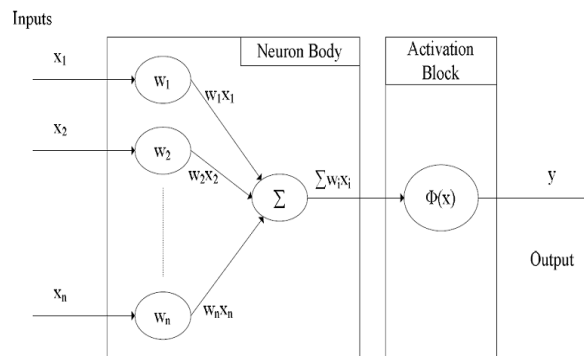 Inputs
Neuron Body
Activation
Block
x₁
w₁
w₁x₁
x₂
w₂
w₂x₂
Σ
∑wᵢxᵢ
Φ(x)
y
Output
xₙ
wₙ
wₙxₙ